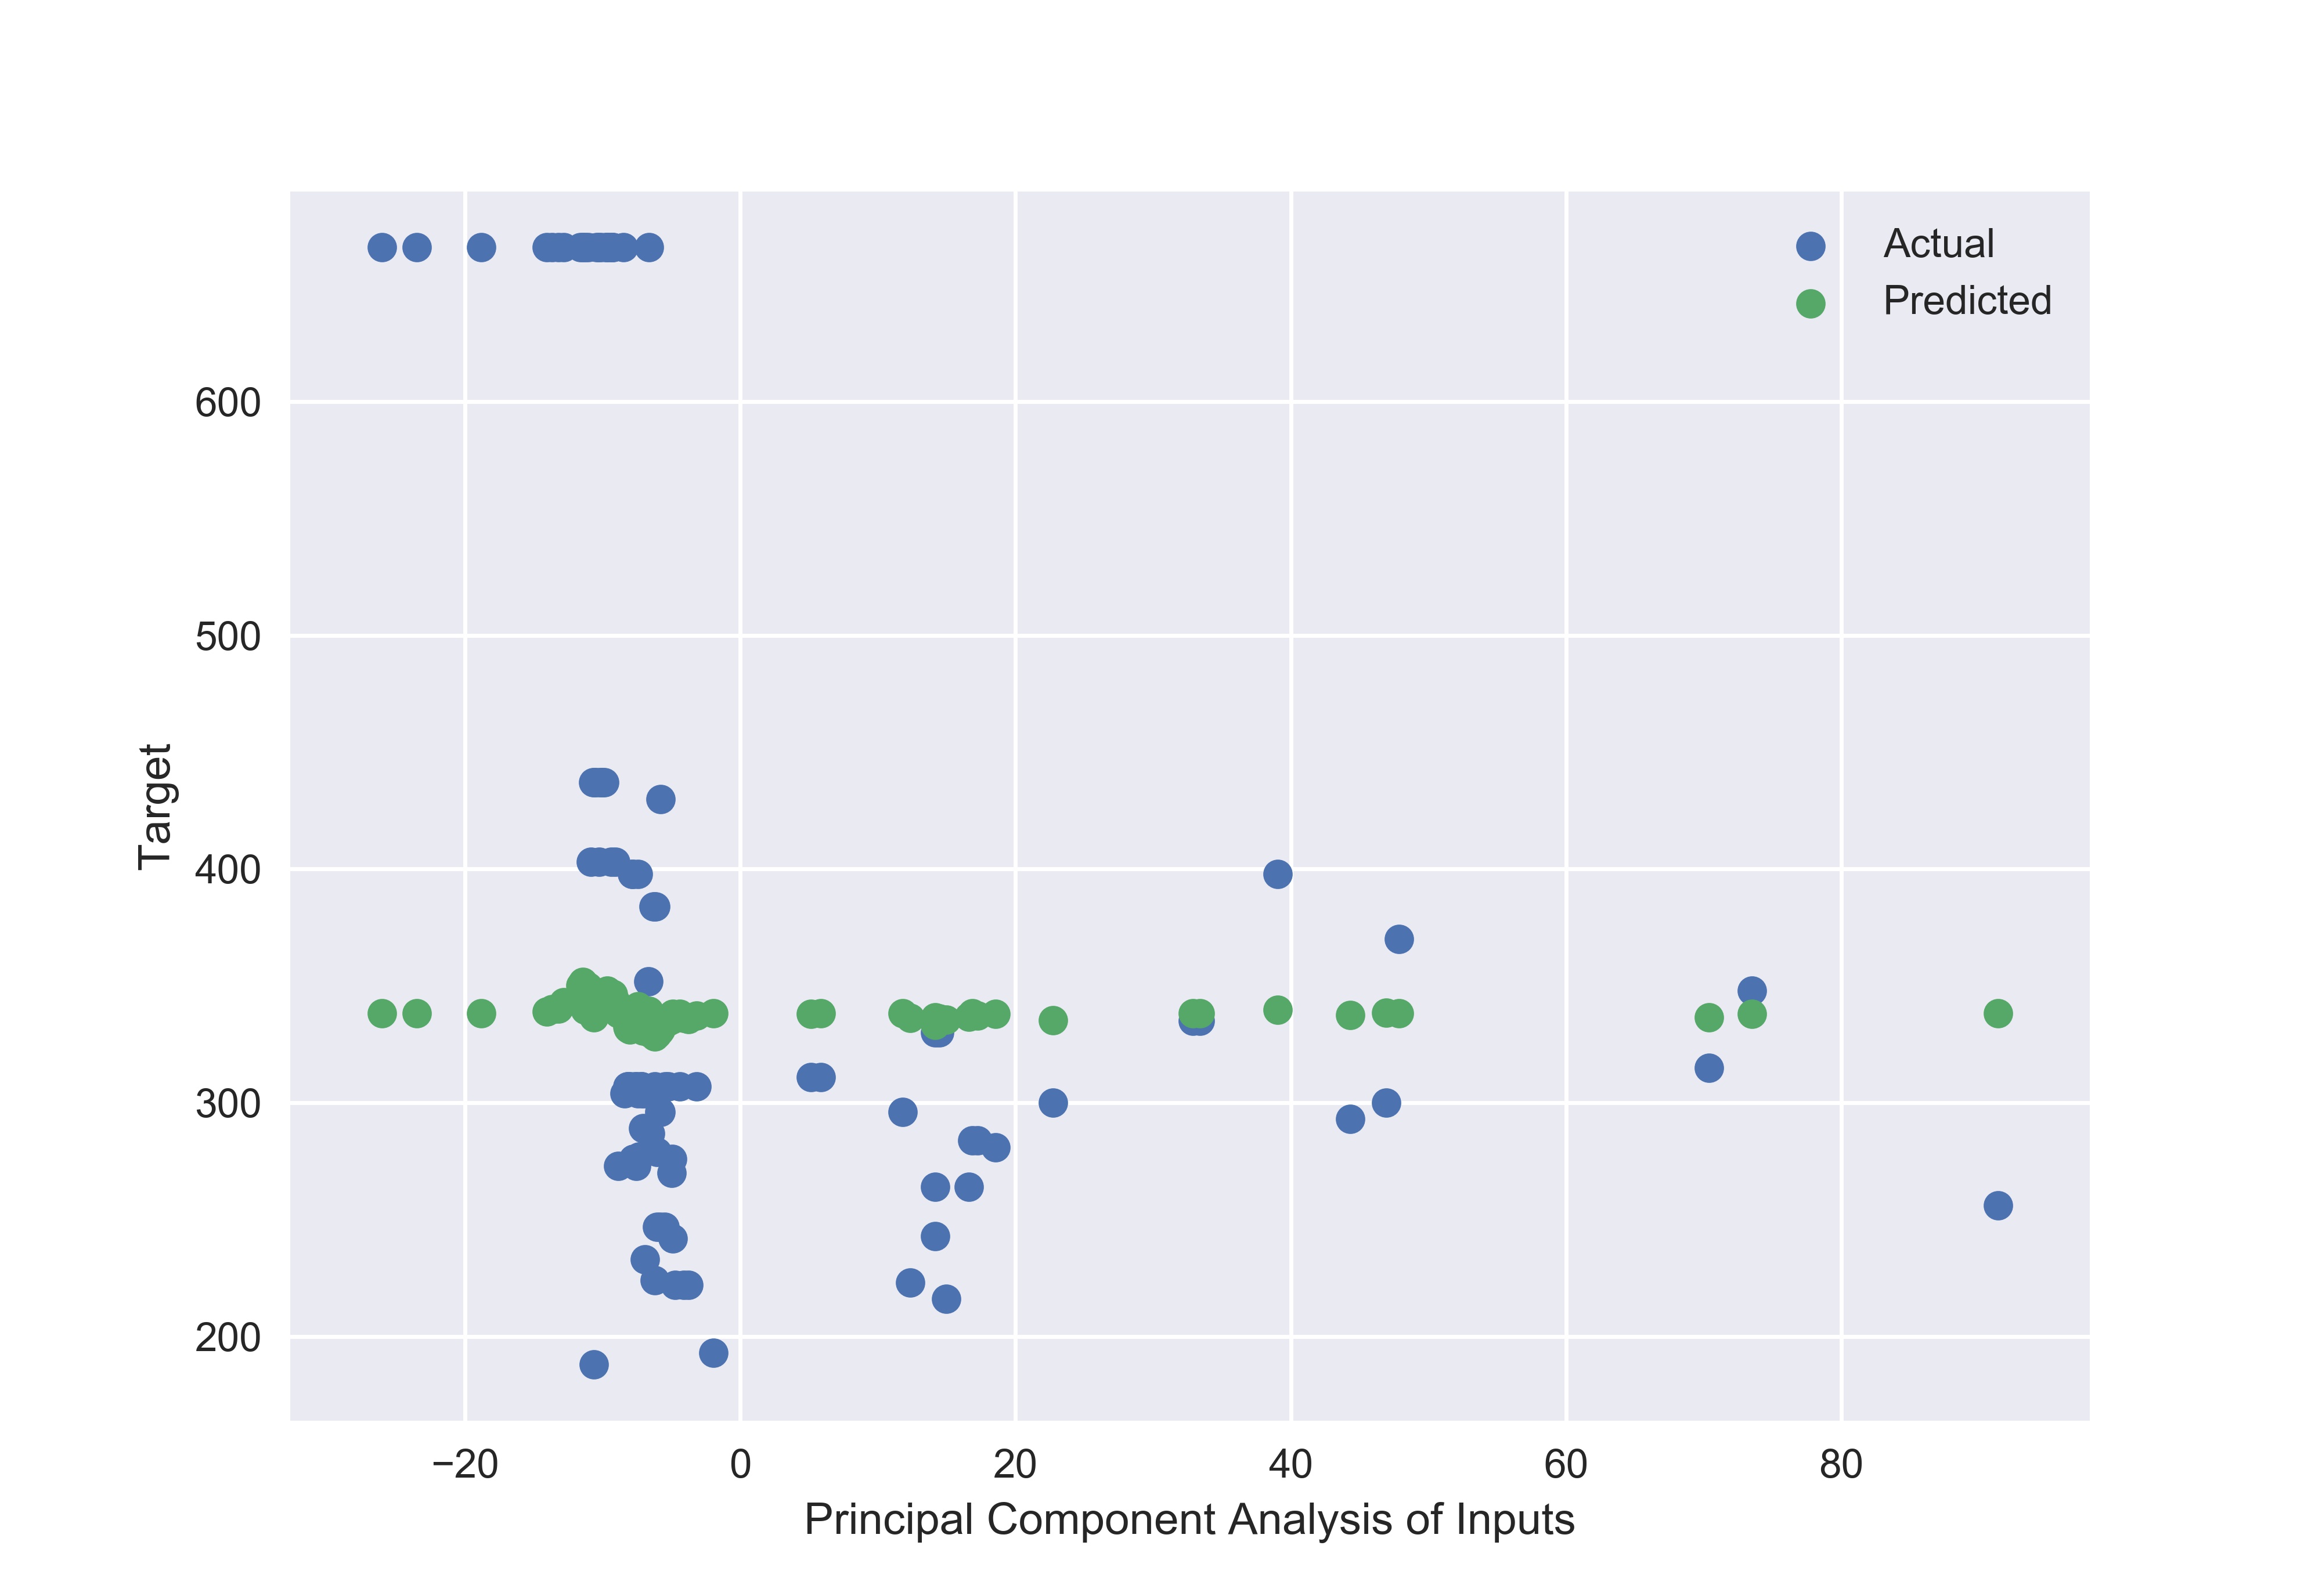 Actual
Predicted
600
500
400
300
200
Target
−20 0 20 40 60 80
Principal Component Analysis of Inputs